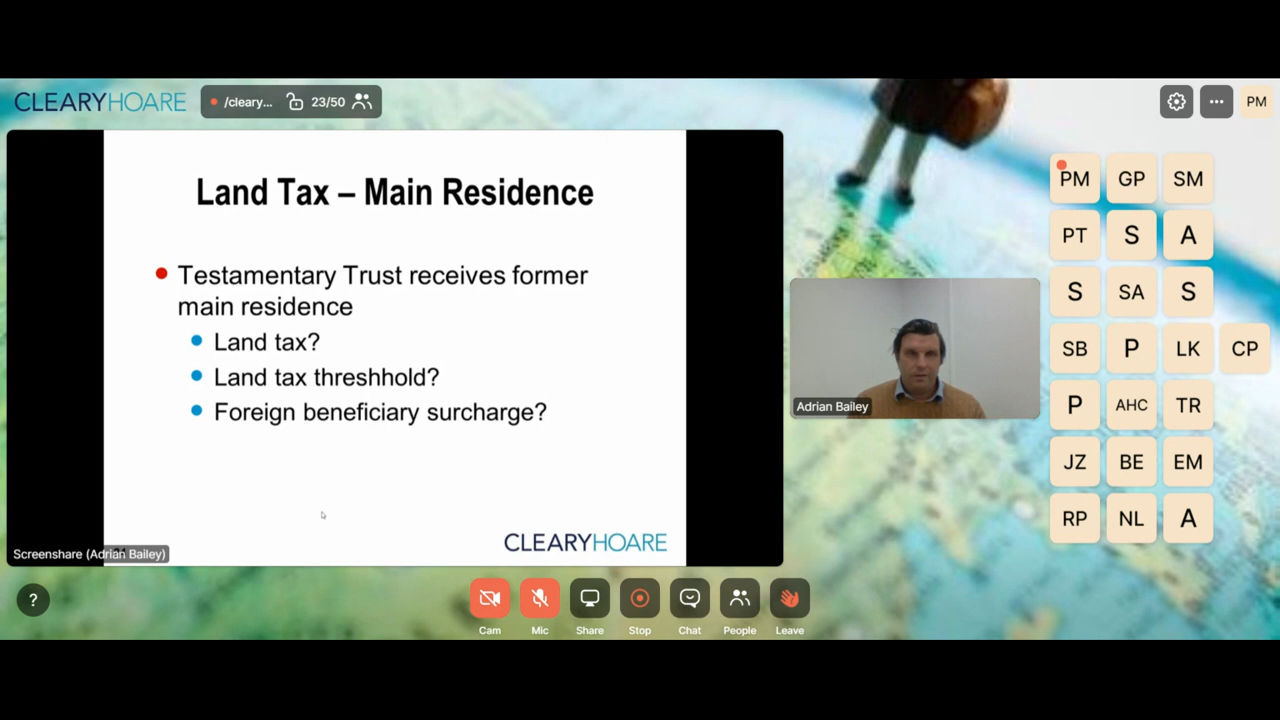 CLEARYHOARE
/cleary... 23/50
PM
Land Tax – Main Residence
Testamentary Trust receives former
main residence
Land tax?
Land tax threshhold?
Foreign beneficiary surcharge?
CLEARYHOARE
Screenshare (Adrian Bailey)
Adrian Bailey
PM GP SM
PT S A
S SA S
SB P LK CP
P AHC TR
JZ BE EM
RP NL A
?
Cam Mic Share Stop Chat People Leave